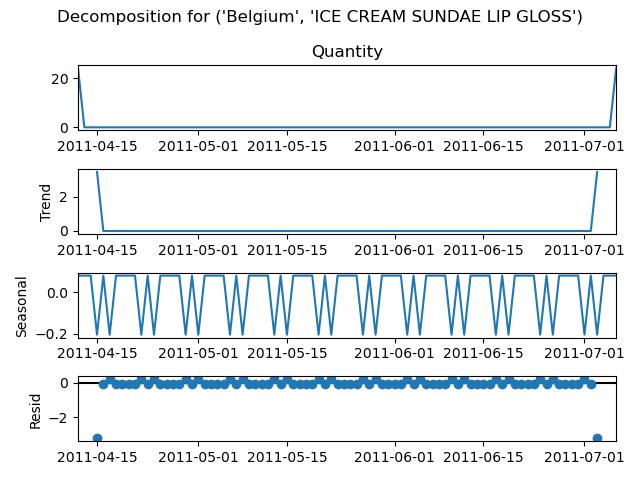 Decomposition for ('Belgium', 'ICE CREAM SUNDAE LIP GLOSS')
Quantity
20
0
2011-04-15 2011-05-01 2011-05-15 2011-06-01 2011-06-15 2011-07-01
Trend
2
0
2011-04-15 2011-05-01 2011-05-15 2011-06-01 2011-06-15 2011-07-01
Seasonal
0.0
−0.2
2011-04-15 2011-05-01 2011-05-15 2011-06-01 2011-06-15 2011-07-01
Resid
0
−2
2011-04-15 2011-05-01 2011-05-15 2011-06-01 2011-06-15 2011-07-01